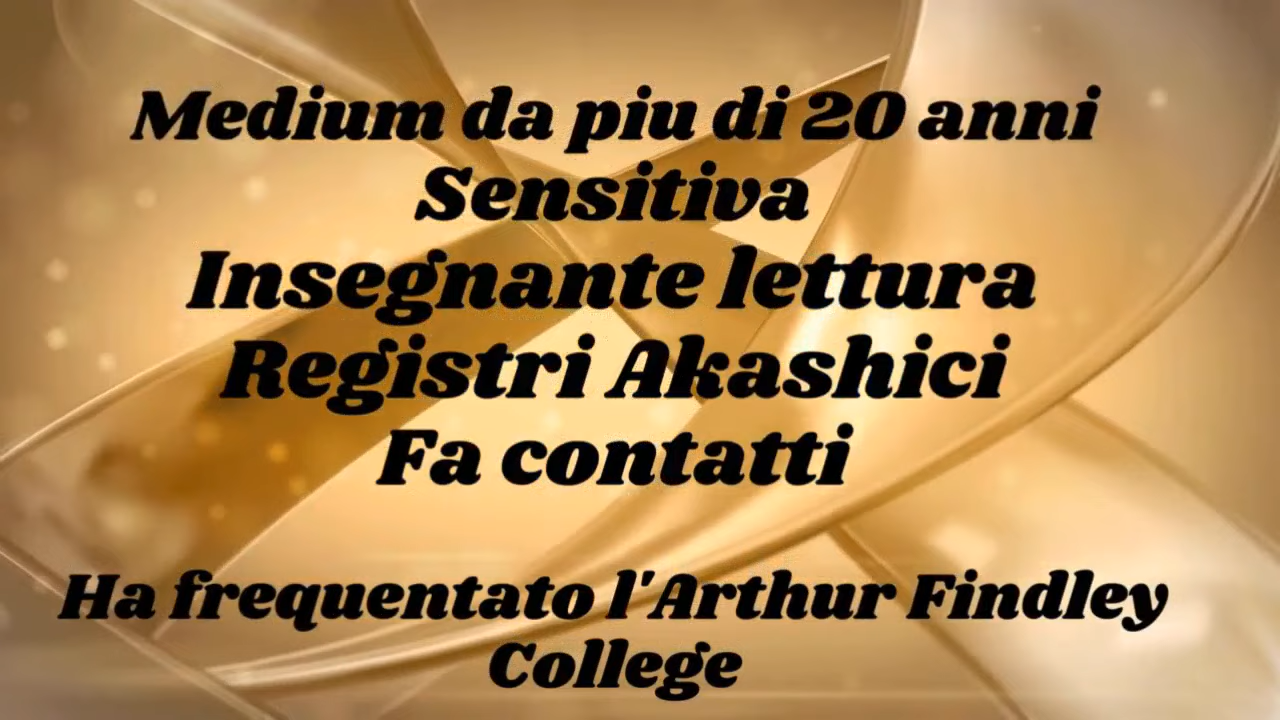 Medium da piu di 20 anni
Sensitiva
Insegnante lettura
Registri Akashici
Fa contatti
Ha frequentato l'Arthur Findley
College